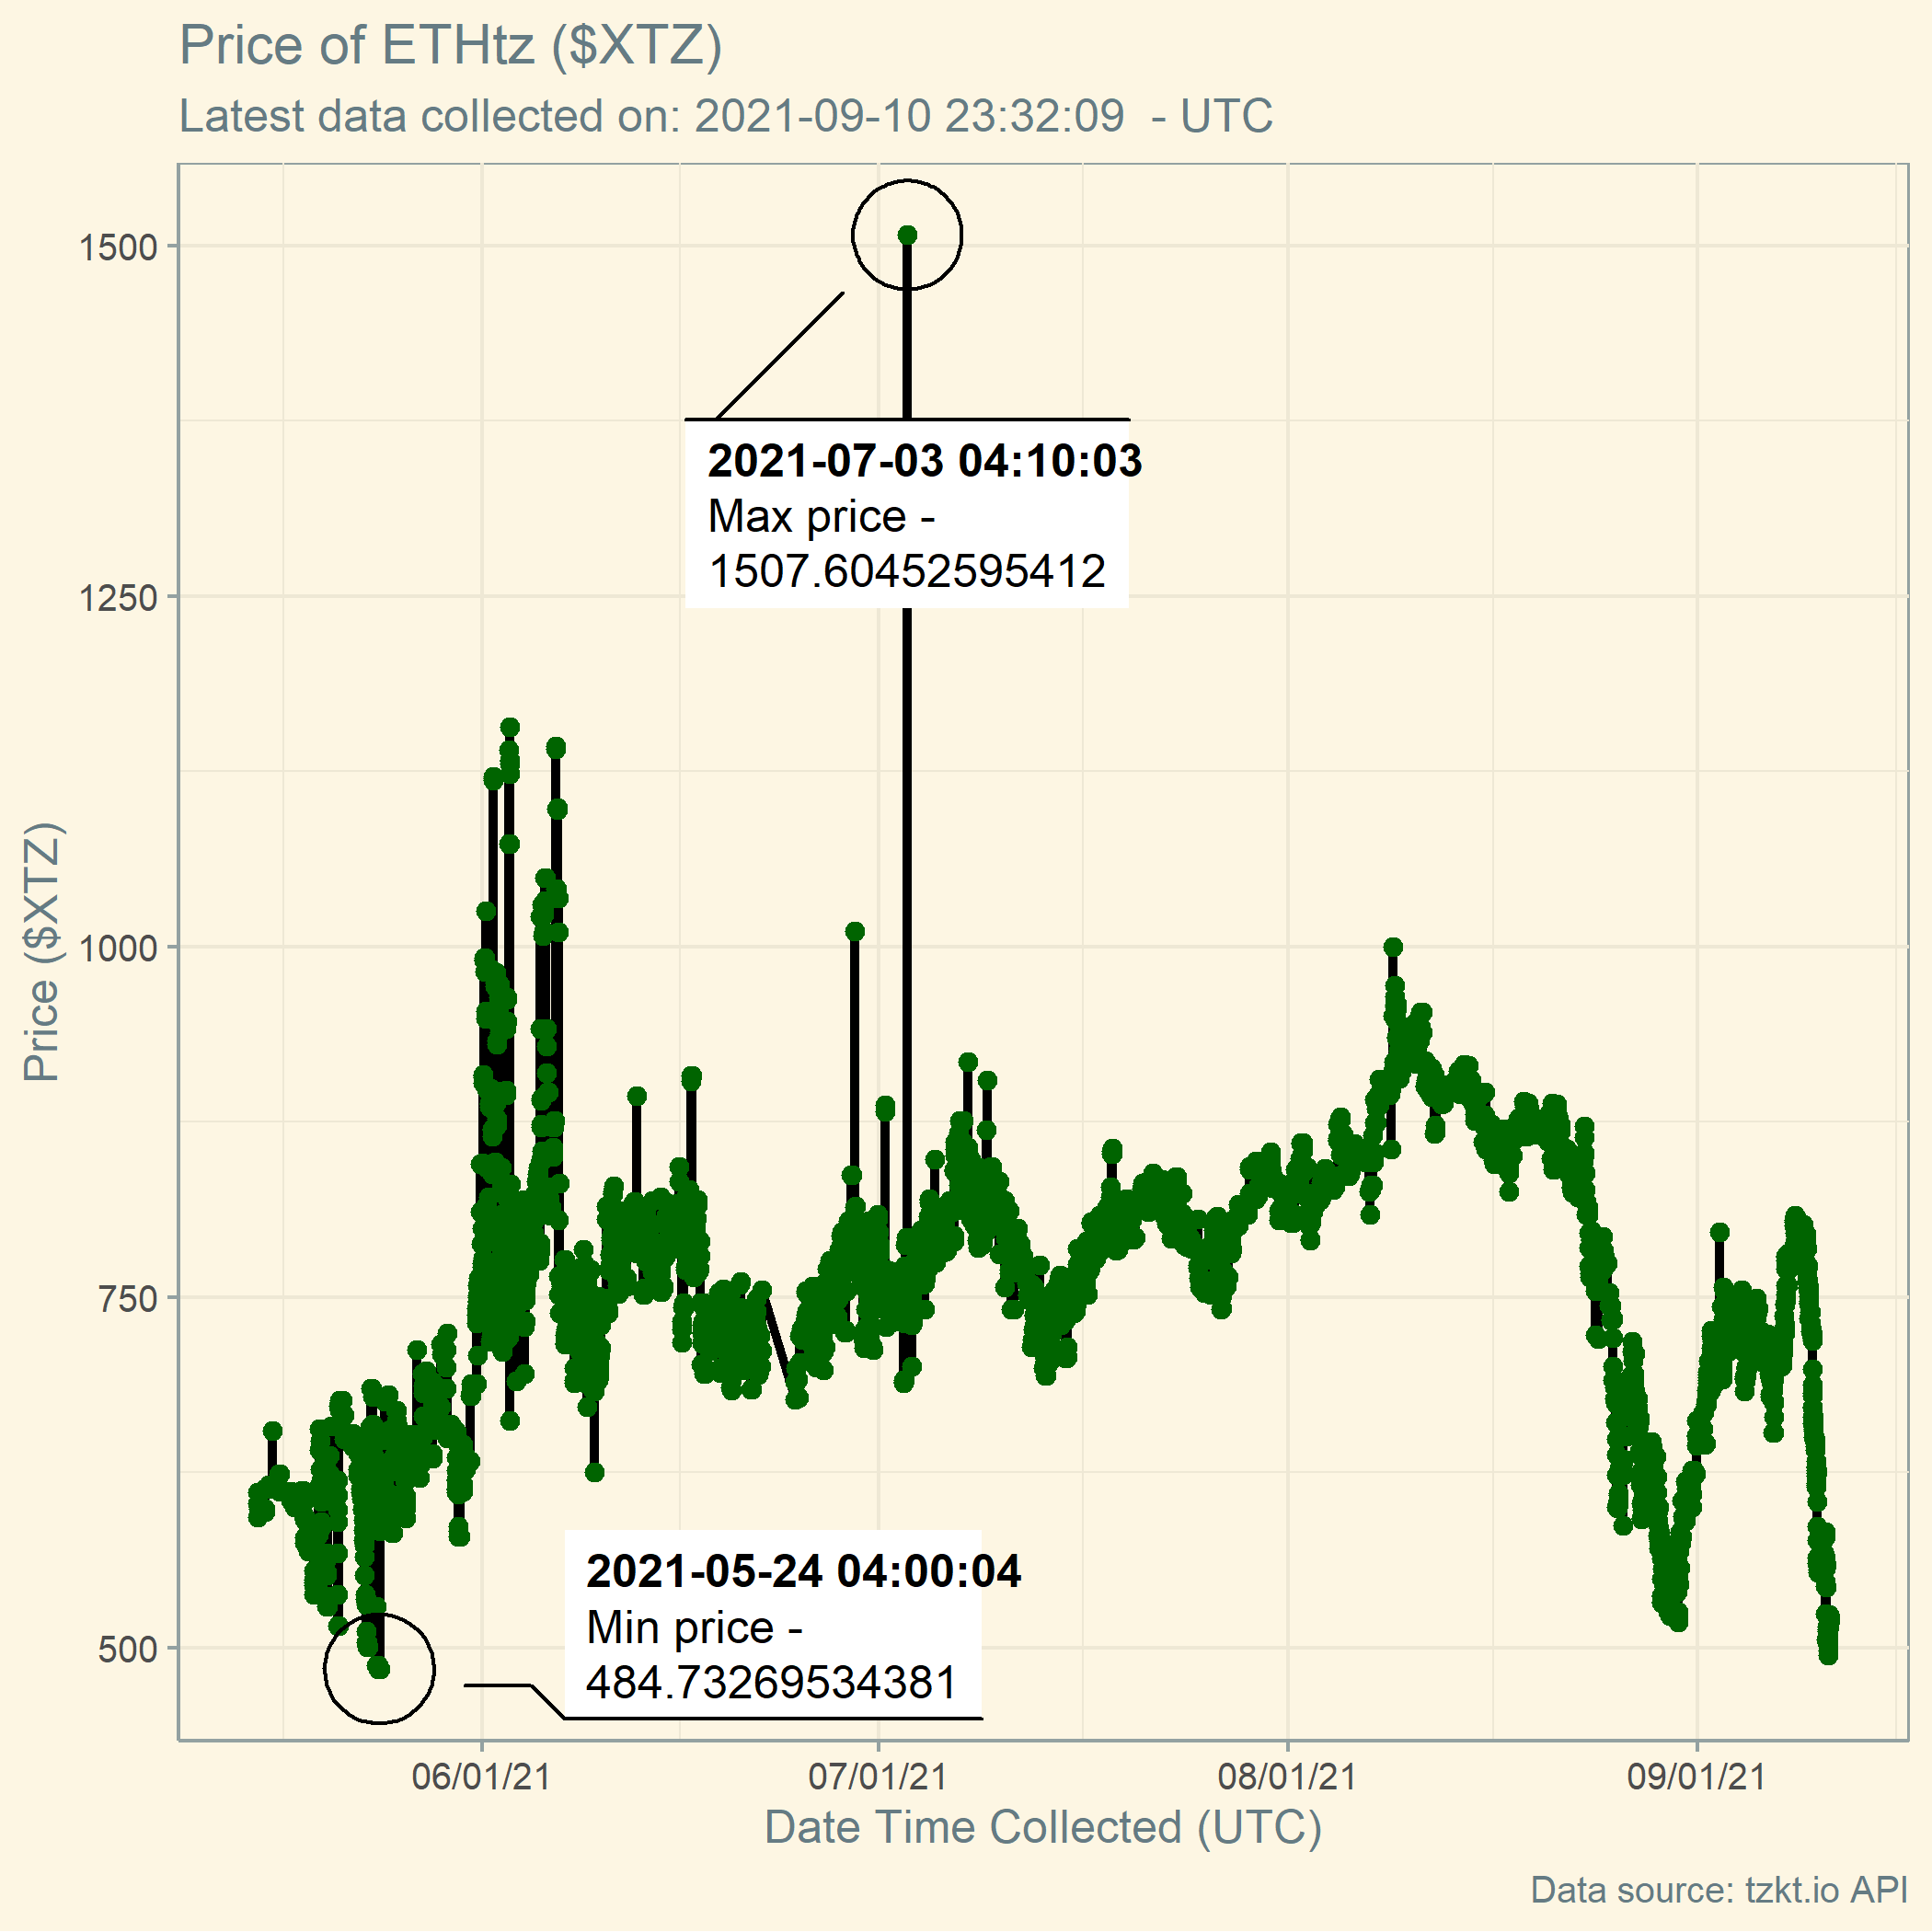 Price of ETHtz ($XTZ)
Latest data collected on: 2021-09-10 23:32:09  - UTC
1500
1250
1000
750
500
Price ($XTZ)
2021-07-03 04:10:03
Max price -
1507.60452595412
2021-05-24 04:00:04
Min price -
484.73269534381
06/01/21
07/01/21
08/01/21
09/01/21
Date Time Collected (UTC)
Data source: tzkt.io API